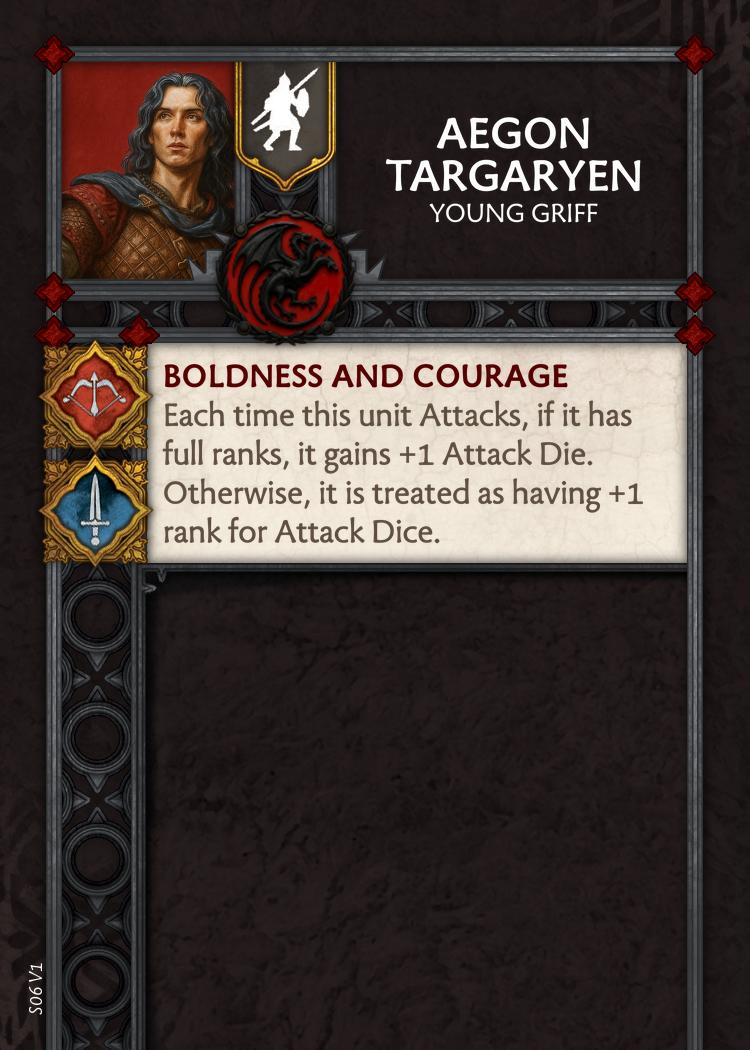 AEGON
TARGARYEN
YOUNG GRIFF
BOLDNESS AND COURAGE
Each time this unit Attacks, if it has
full ranks, it gains +1 Attack Die.
Otherwise, it is treated as having +1
rank for Attack Dice.
S06 V1